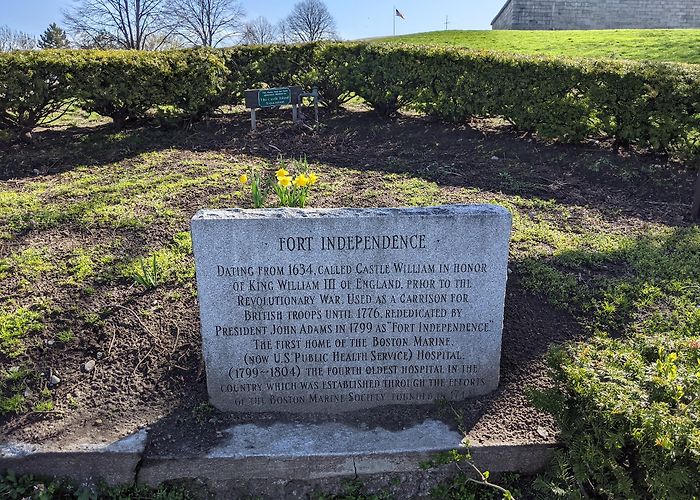 · FORT INDEPENDENCE ·
DATING FROM 1634, CALLED CASTLE WILLIAM IN HONOR
OF KING WILLIAM III OF ENGLAND, PRIOR TO THE
REVOLUTIONARY WAR. USED AS A GARRISON FOR
BRITISH TROOPS UNTIL 1776, REDEDICATED BY
PRESIDENT JOHN ADAMS IN 1799 AS "FORT INDEPENDENCE."
THE FIRST HOME OF THE BOSTON MARINE,
(NOW U.S. PUBLIC HEALTH SERVICE) HOSPITAL,
(1799~1804) THE FOURTH OLDEST HOSPITAL IN THE
COUNTRY WHICH WAS ESTABLISHED THROUGH THE EFFORTS
OF THE BOSTON MARINE SOCIETY, FOUNDED IN